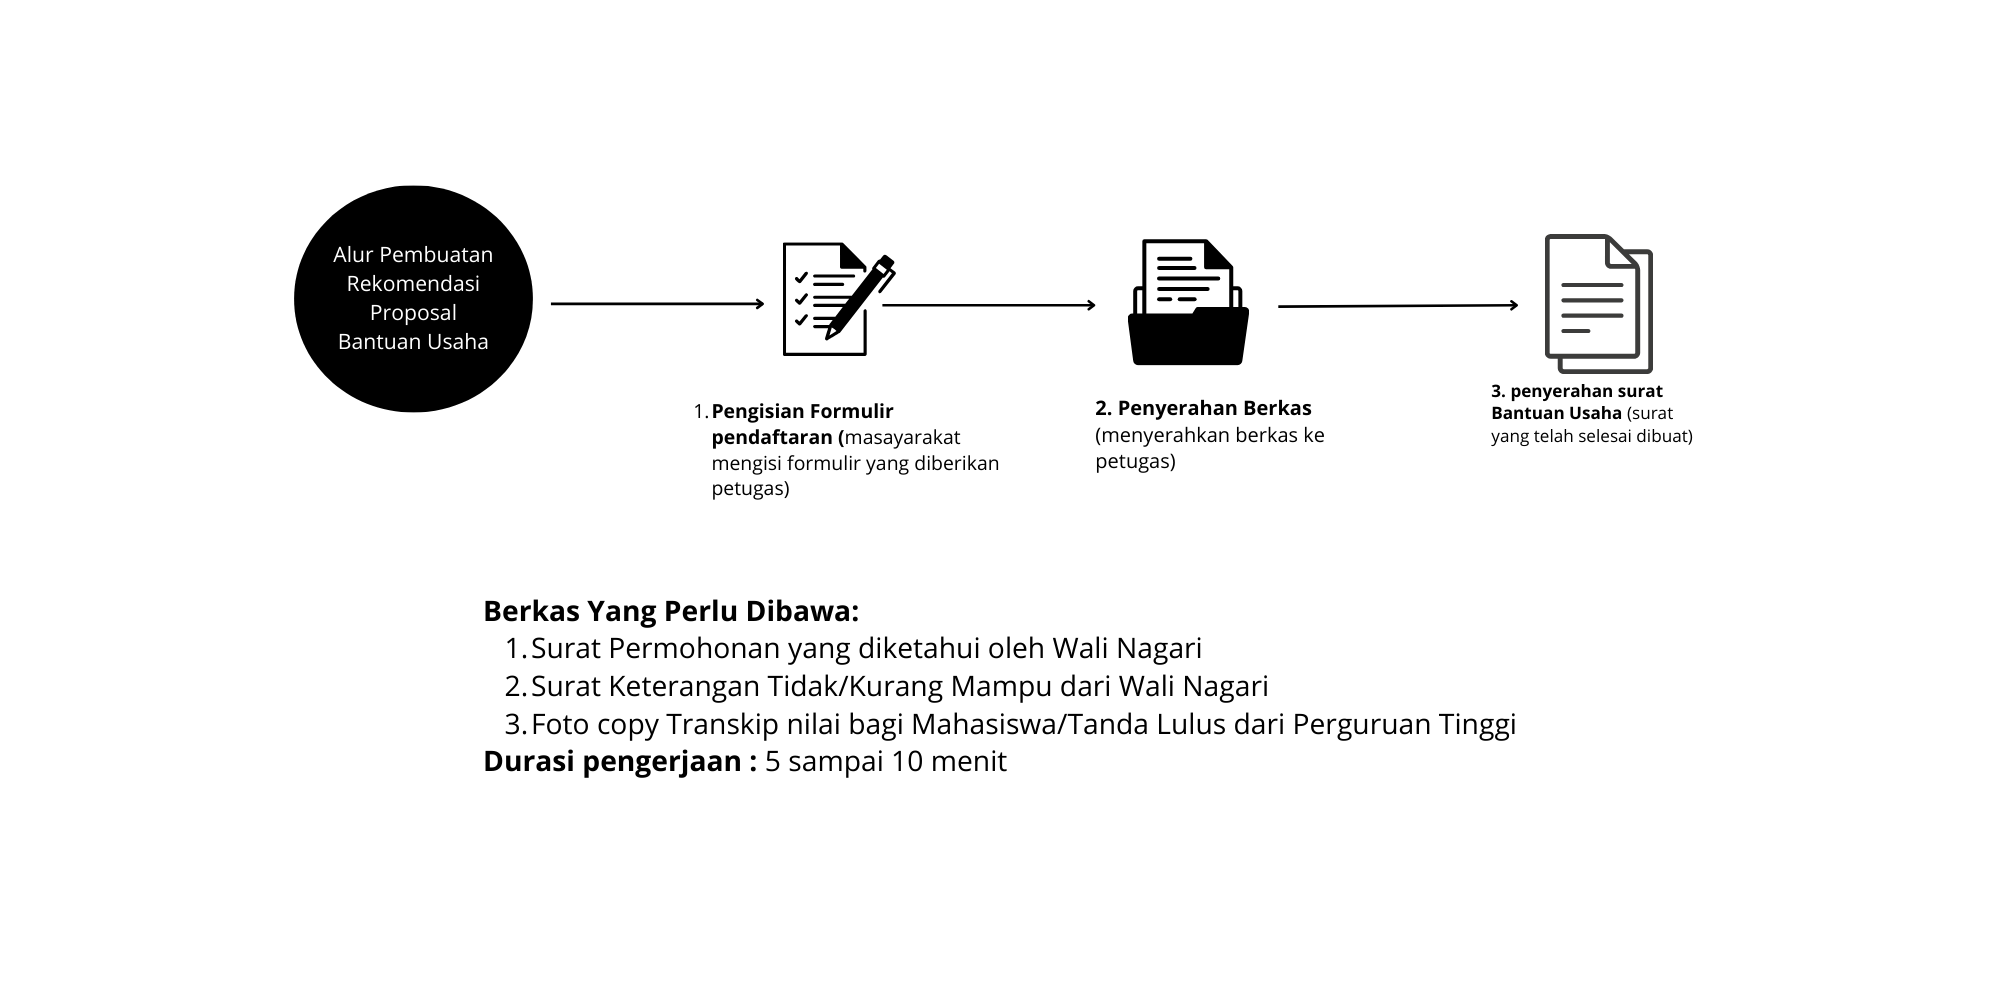 Alur Pembuatan
Rekomendasi
Proposal
Bantuan Usaha
1. Pengisian Formulir
pendaftaran (masayarakat
mengisi formulir yang diberikan
petugas)
2. Penyerahan Berkas
(menyerahkan berkas ke
petugas)
3. penyerahan surat
Bantuan Usaha (surat
yang telah selesai dibuat)
Berkas Yang Perlu Dibawa:
1. Surat Permohonan yang diketahui oleh Wali Nagari
2. Surat Keterangan Tidak/Kurang Mampu dari Wali Nagari
3. Foto copy Transkip nilai bagi Mahasiswa/Tanda Lulus dari Perguruan Tinggi
Durasi pengerjaan : 5 sampai 10 menit